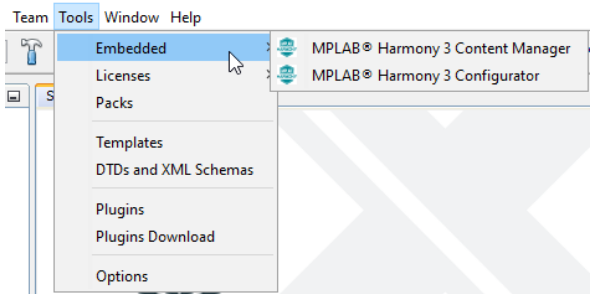 Team Tools Window Help
Embedded
MPLAB® Harmony 3 Content Manager
Licenses
MPLAB® Harmony 3 Configurator
S
Packs
Templates
DTDs and XML Schemas
Plugins
Plugins Download
Options